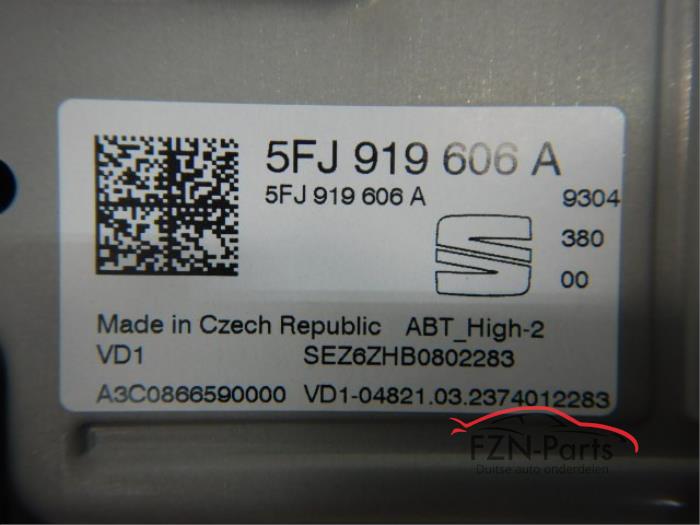 5FJ 919 606 A
5FJ 919 606 A 9304
380
00
Made in Czech Republic ABT_High-2
VD1 SEZ6ZHB0802283
A3C0866590000 VD1-04821.03.2374012283
FZN-Parts
Duitse auto onderdelen